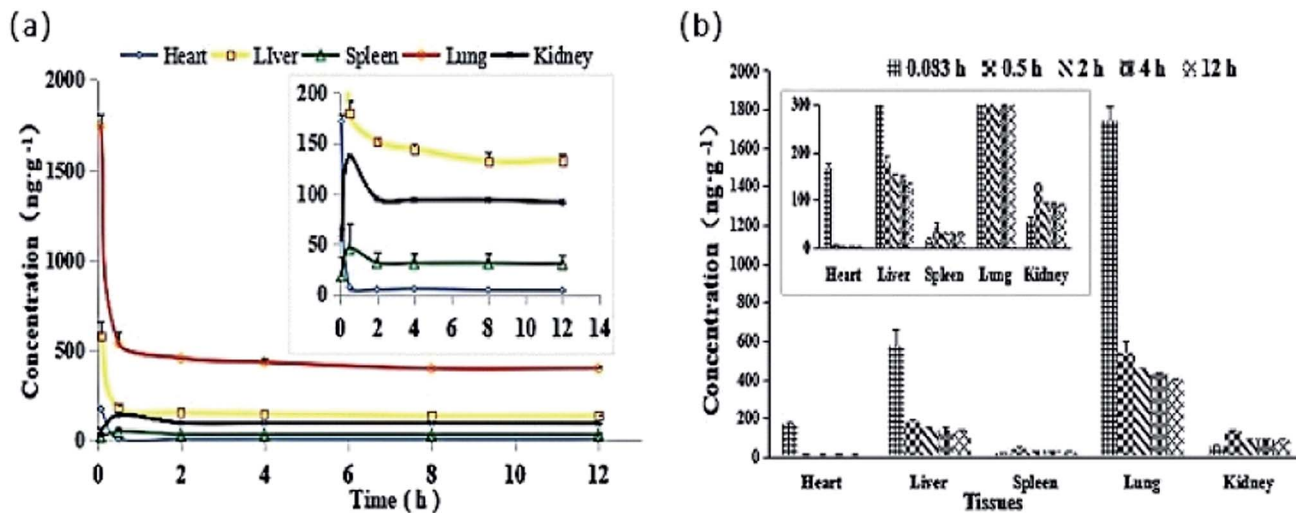 (a)
Heart LIver Spleen Lung Kidney
Concentration (ng·g⁻¹)
2000
1500
1000
500
0
0 2 4 6 8 10 12
Time (h)
200
150
100
50
0
0 2 4 6 8 10 12 14
(b)
0.083 h 0.5 h 2 h 4 h 12 h
Concentration (ng·g⁻¹)
2000
1800
1600
1400
1200
1000
800
600
400
200
0
Heart Liver Spleen Lung Kidney
Tissues
300
200
100
0
Heart Liver Spleen Lung Kidney